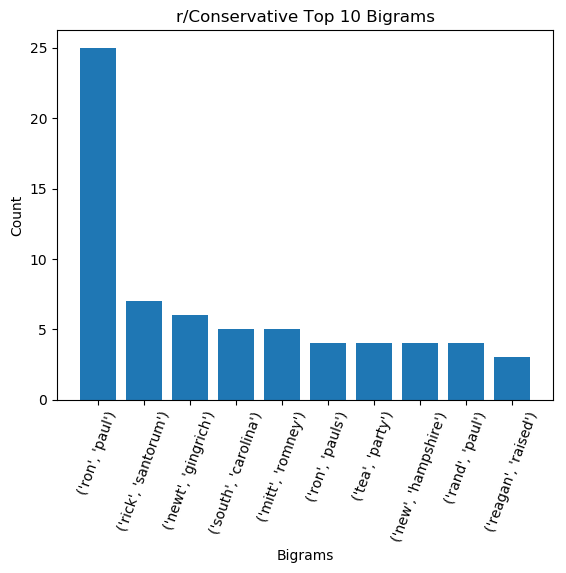 r/Conservative Top 10 Bigrams
25
20
15
10
5
0
Count
('ron', 'paul')
('rick', 'santorum')
('newt', 'gingrich')
('south', 'carolina')
('mitt', 'romney')
('ron', 'pauls')
('tea', 'party')
('new', 'hampshire')
('rand', 'paul')
('reagan', 'raised')
Bigrams